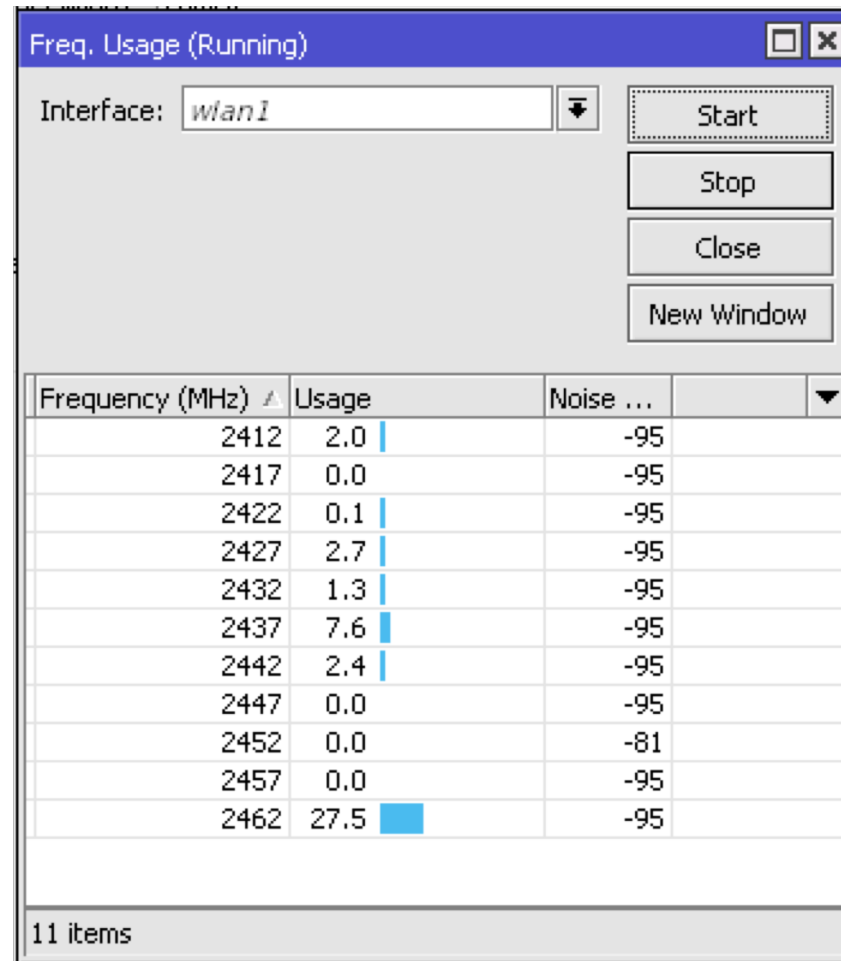 Freq. Usage (Running)
Interface: wlan1
Start
Stop
Close
New Window
Frequency (MHz) Usage Noise ...
2412 2.0 -95
2417 0.0 -95
2422 0.1 -95
2427 2.7 -95
2432 1.3 -95
2437 7.6 -95
2442 2.4 -95
2447 0.0 -95
2452 0.0 -81
2457 0.0 -95
2462 27.5 -95
11 items